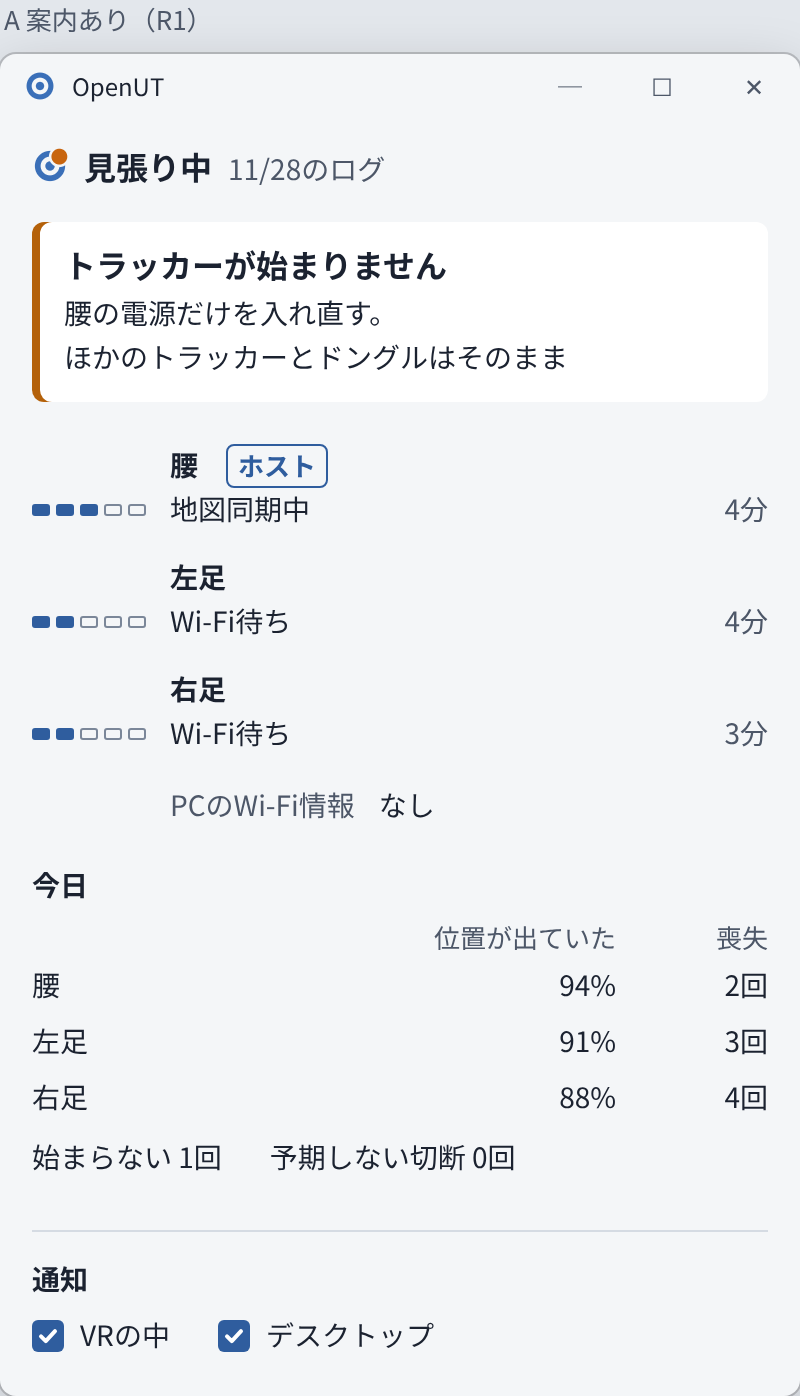 A 案内あり（R1）
OpenUT
見張り中 11/28のログ
トラッカーが始まりません
腰の電源だけを入れ直す。
ほかのトラッカーとドングルはそのまま
腰 ホスト
地図同期中 4分
左足
Wi-Fi待ち 4分
右足
Wi-Fi待ち 3分
PCのWi-Fi情報 なし
今日
位置が出ていた 喪失
腰 94% 2回
左足 91% 3回
右足 88% 4回
始まらない 1回 予期しない切断 0回
通知
VRの中 デスクトップ